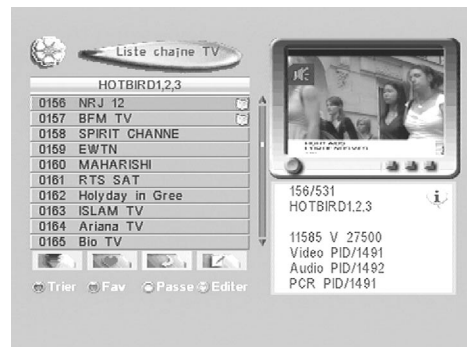 Liste chaîne TV
HOTBIRD1,2,3
0156 NRJ 12
0157 BFM TV
0158 SPIRIT CHANNE
0159 EWTN
0160 MAHARISHI
0161 RTS SAT
0162 Holyday in Gree
0163 ISLAM TV
0164 Ariana TV
0165 Bio TV
Trier Fav Passe Editer
156/531
HOTBIRD1,2,3
11585 V 27500
Video PID/1491
Audio PID/1492
PCR PID/1491